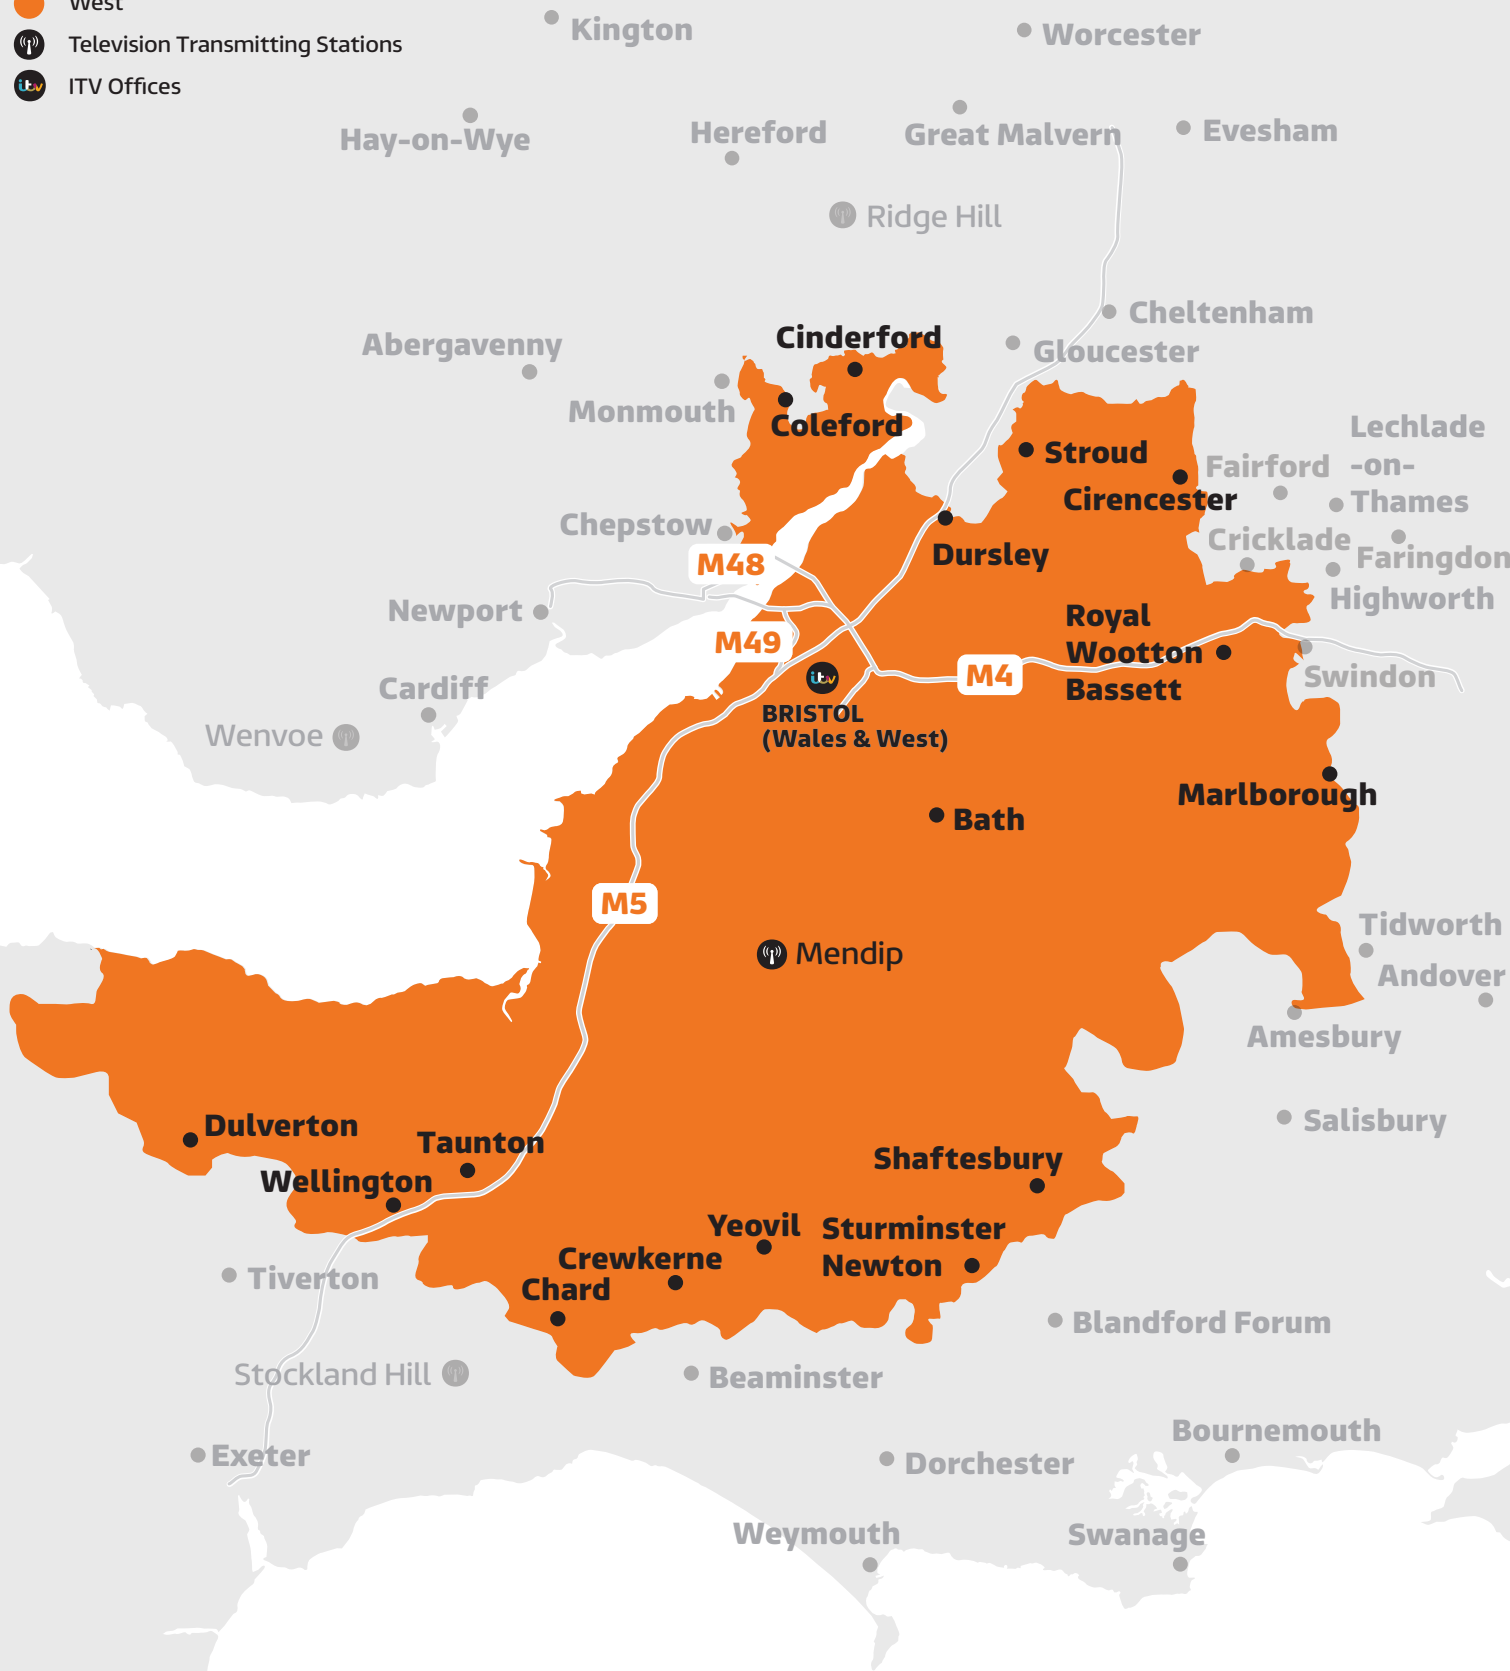 West
Television Transmitting Stations
itv
ITV Offices
Kington
Worcester
Hay-on-Wye
Hereford
Great Malvern
Evesham
Ridge Hill
Cheltenham
Cinderford
Abergavenny
Gloucester
Monmouth
Coleford
Lechlade
-on-
Thames
Stroud
Fairford
Cirencester
Chepstow
Cricklade
Dursley
Faringdon
M48
Highworth
Newport
Royal
Wootton
Bassett
M49
M4
Swindon
itv
Cardiff
BRISTOL
(Wales & West)
Wenvoe
Marlborough
Bath
M5
Tidworth
Mendip
Andover
Amesbury
Dulverton
Salisbury
Taunton
Shaftesbury
Wellington
Yeovil
Sturminster
Newton
Crewkerne
Tiverton
Chard
Blandford Forum
Stockland Hill
Beaminster
Bournemouth
Exeter
Dorchester
Weymouth
Swanage